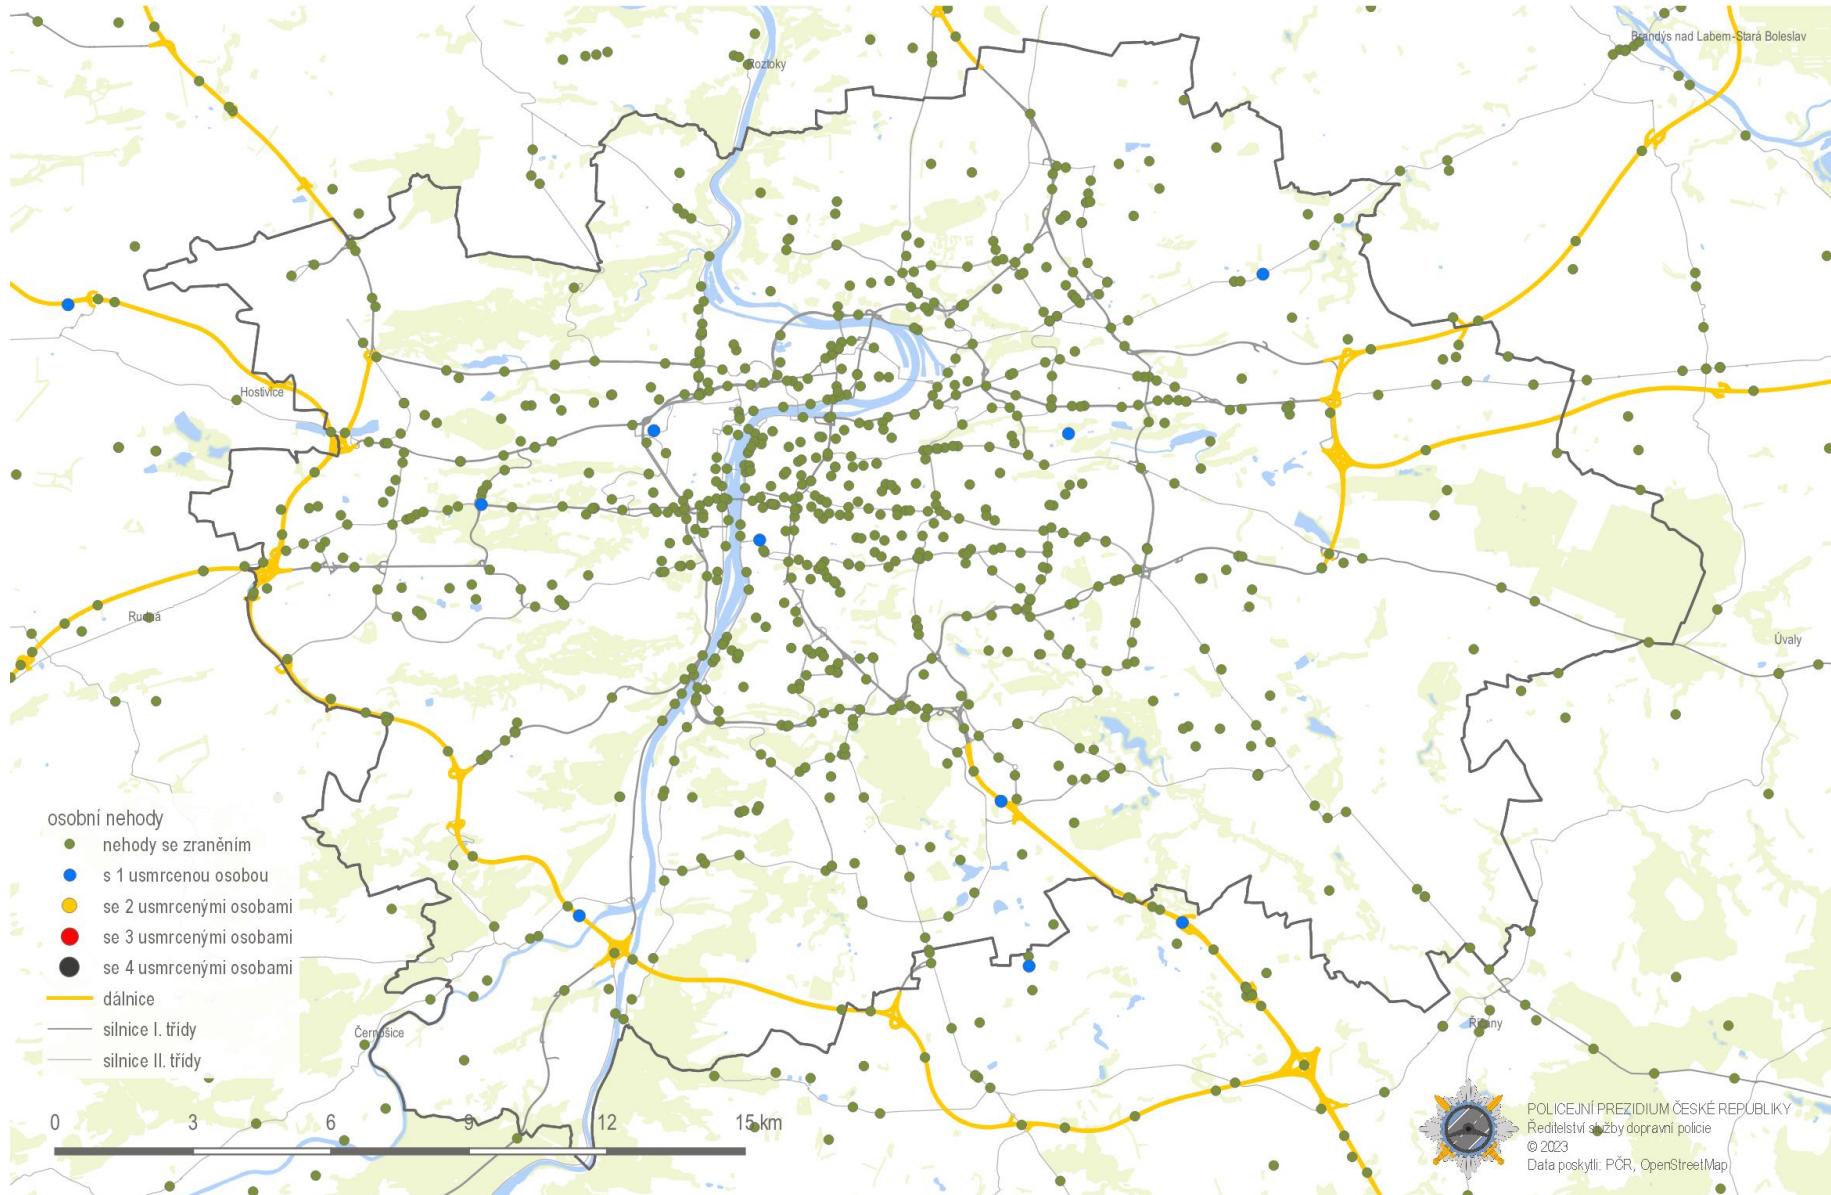 Brandýs nad Labem-Stará Boleslav
Roztoky
Hostivice
Rudná
Úvaly
osobní nehody
nehody se zraněním
s 1 usmrcenou osobou
se 2 usmrcenými osobami
se 3 usmrcenými osobami
se 4 usmrcenými osobami
dálnice
silnice I. třídy
silnice II. třídy
Černošice
Říčany
0 3 6 9 12 15 km
POLICEJNÍ PREZIDIUM ČESKÉ REPUBLIKY
Ředitelství služby dopravní policie
© 2023
Data poskytli: PČR, OpenStreetMap